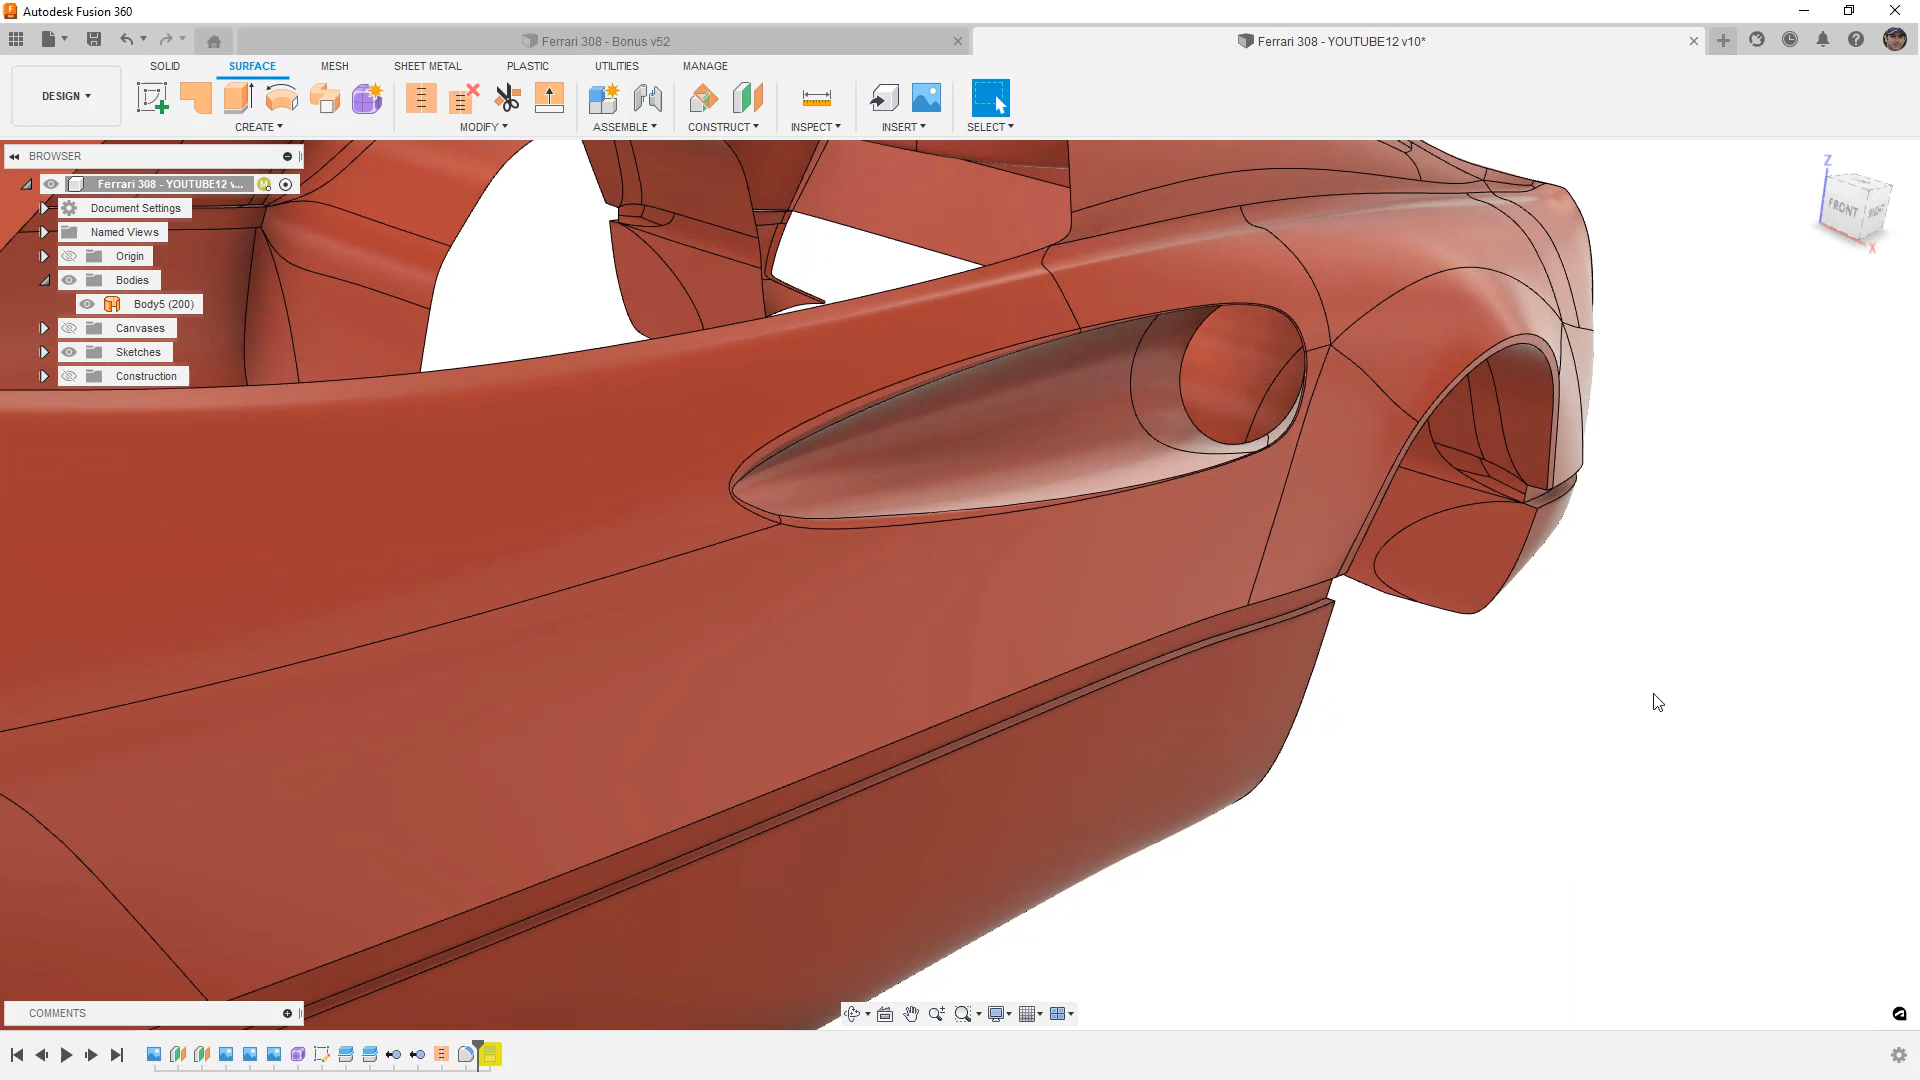 Autodesk Fusion 360
Ferrari 308 - Bonus v52
Ferrari 308 - YOUTUBE12 v10*
DESIGN
SOLID
SURFACE
MESH
SHEET METAL
PLASTIC
UTILITIES
MANAGE
CREATE
MODIFY
ASSEMBLE
CONSTRUCT
INSPECT
INSERT
SELECT
BROWSER
Ferrari 308 - YOUTUBE12 v...
Document Settings
Named Views
Origin
Bodies
Body5 (200)
Canvases
Sketches
Construction
Z
FRONT
RIGHT
X
COMMENTS